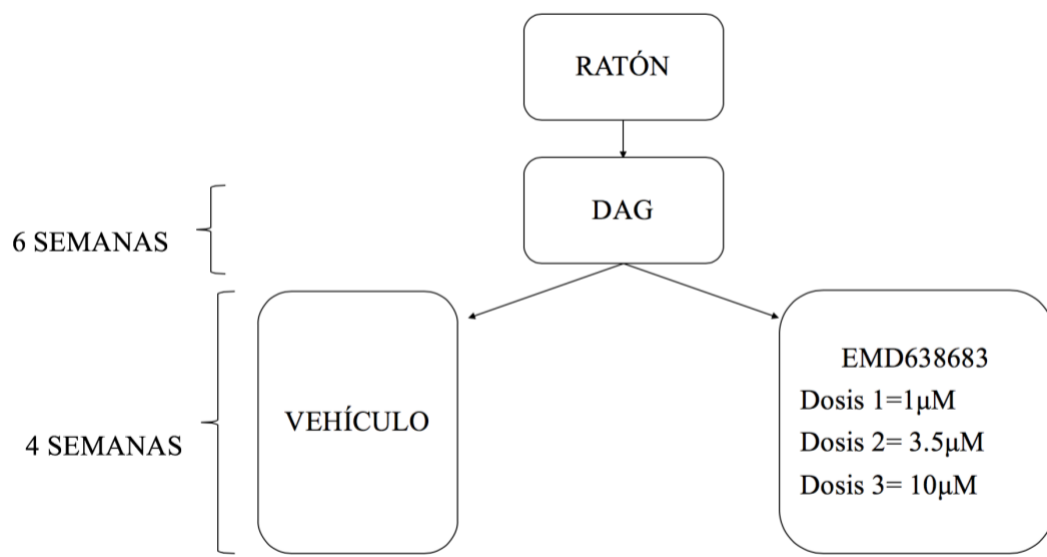 RATÓN
DAG
6 SEMANAS
4 SEMANAS
VEHÍCULO
EMD638683
Dosis 1=1µM
Dosis 2= 3.5µM
Dosis 3= 10µM